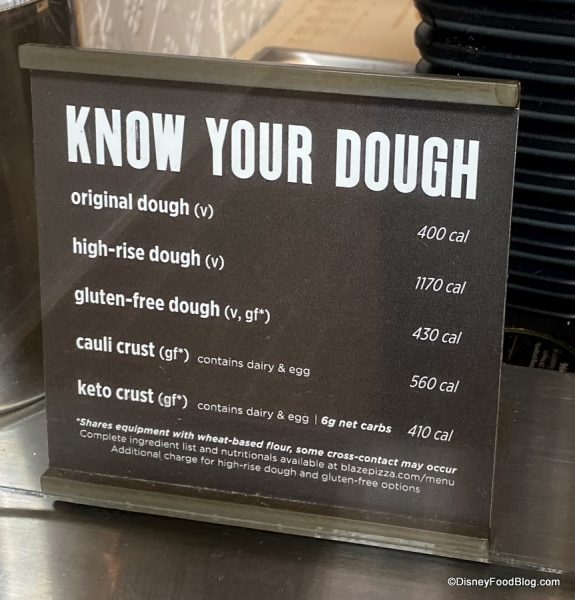 KNOW YOUR DOUGH
original dough (v) 400 cal
high-rise dough (v) 1170 cal
gluten-free dough (v, gf*) 430 cal
cauli crust (gf*) contains dairy & egg 560 cal
keto crust (gf*) contains dairy & egg | 6g net carbs 410 cal
*Shares equipment with wheat-based flour, some cross-contact may occur
Complete ingredient list and nutritionals available at blazepizza.com/menu
Additional charge for high-rise dough and gluten-free options
©DisneyFoodBlog.com